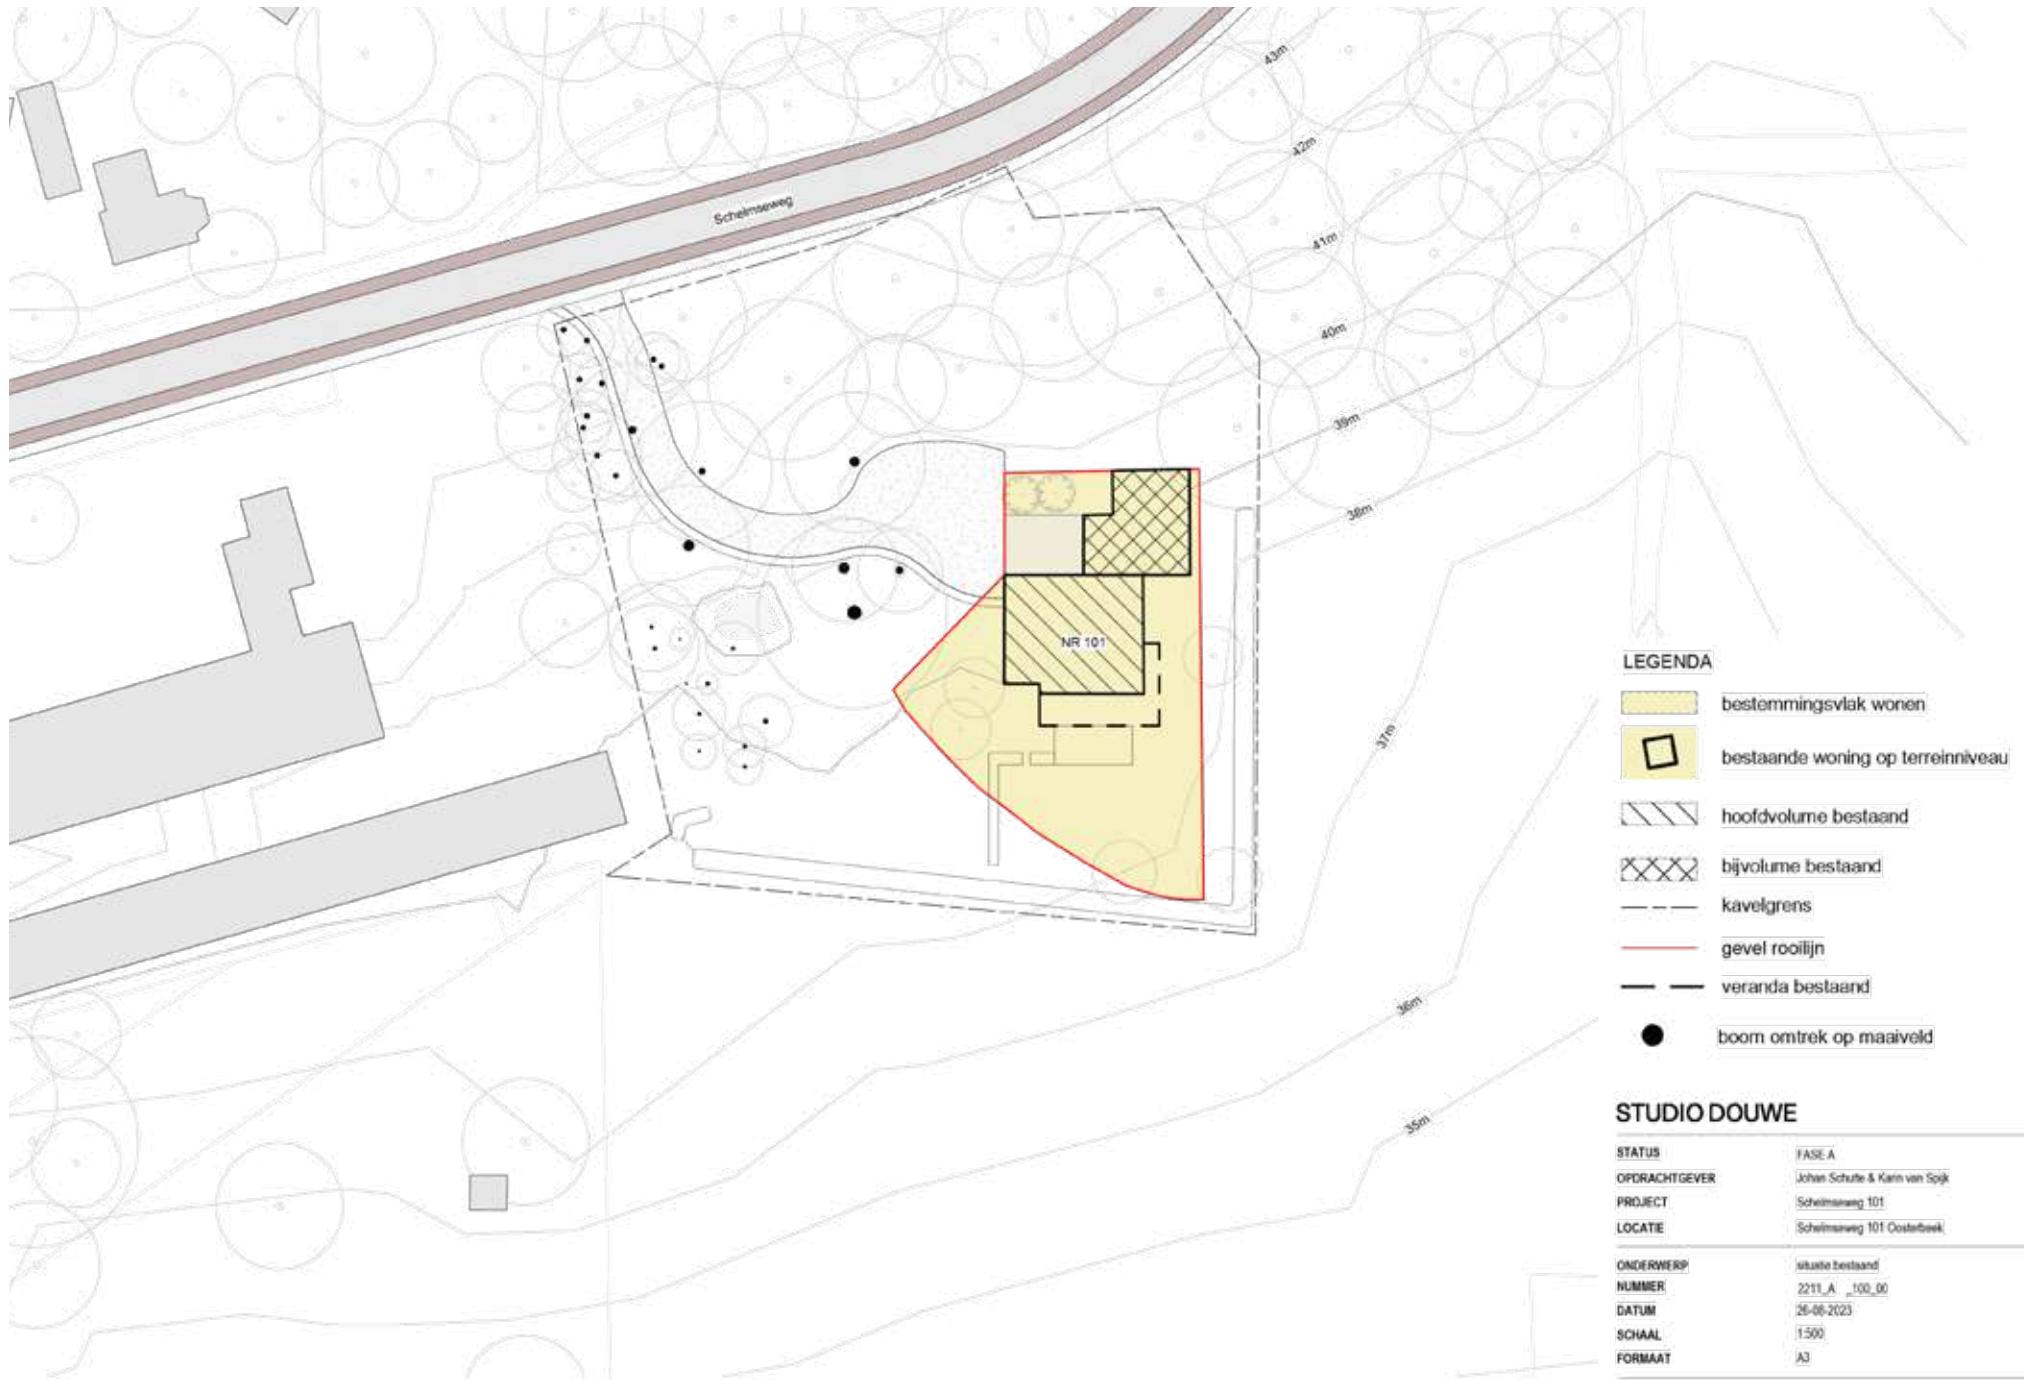 43m
42m
Schelmseweg
41m
40m
39m
38m
NR 101
37m
36m
35m
LEGENDA
bestemmingsvlak wonen
bestaande woning op terreinniveau
hoofdvolume bestaand
bijvolume bestaand
kavelgrens
gevel rooilijn
veranda bestaand
boom omtrek op maaiveld
STUDIO DOUWE
STATUS FASE A
OPDRACHTGEVER Johan Schutte & Karin van Spijk
PROJECT Schelmseweg 101
LOCATIE Schelmseweg 101 Oosterbeek
ONDERWERP situatie bestaand
NUMMER 2211_A _100_00
DATUM 26-08-2023
SCHAAL 1:500
FORMAAT A3